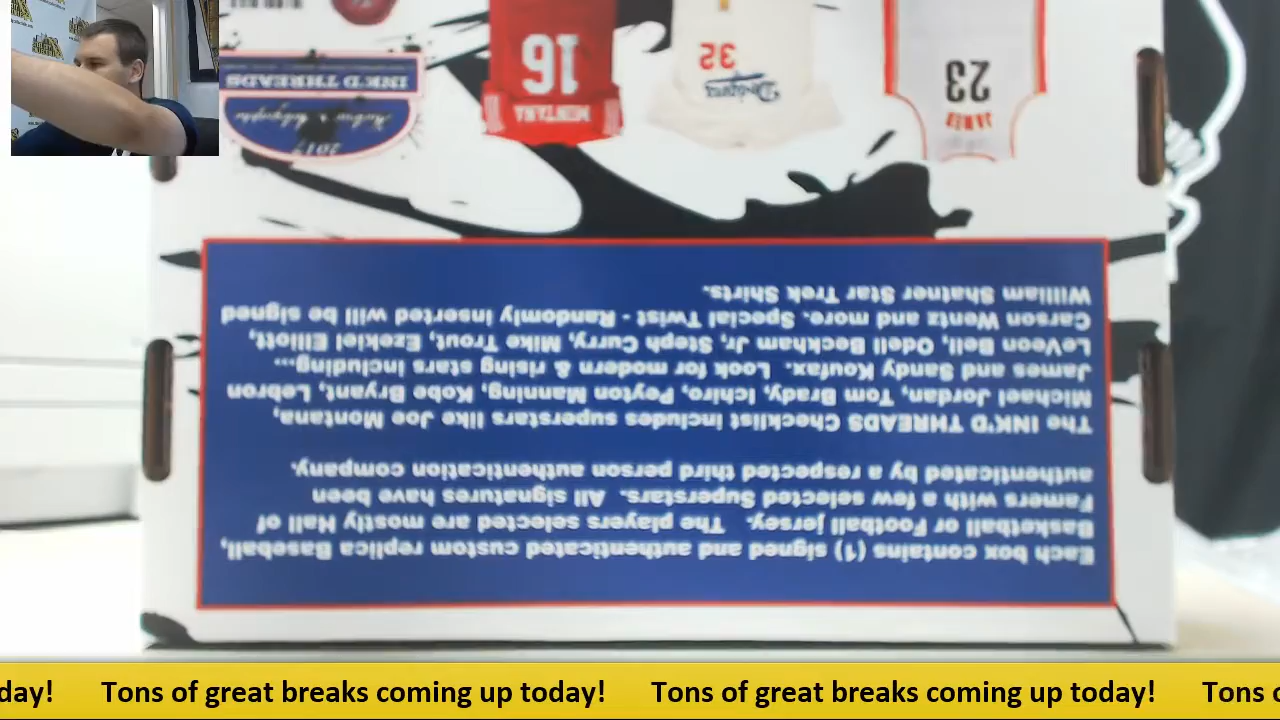 Each box contains (1) signed and authenticated custom replica Baseball,
Basketball or Football jersey. The players selected are mostly Hall of
Famers with a few selected Superstars. All signatures have been
authenticated by a respected third person authentication company.
The INK'D THREADS Checklist includes superstars like Joe Montana,
Michael Jordan, Tom Brady, Ichiro, Peyton Manning, Kobe Bryant, Lebron
James and Sandy Koufax. Look for modern & rising stars including...
LeVeon Bell, Odell Beckham Jr, Steph Curry, Mike Trout, Ezekiel Elliott,
Carson Wentz and more. Special Twist - Randomly inserted will be signed
William Shatner Star Trek Shirts.
JAMES
23
Dodgers
32
MONTANA
16
2017
INK'D THREADS
day! Tons of great breaks coming up today! Tons of great breaks coming up today! Tons